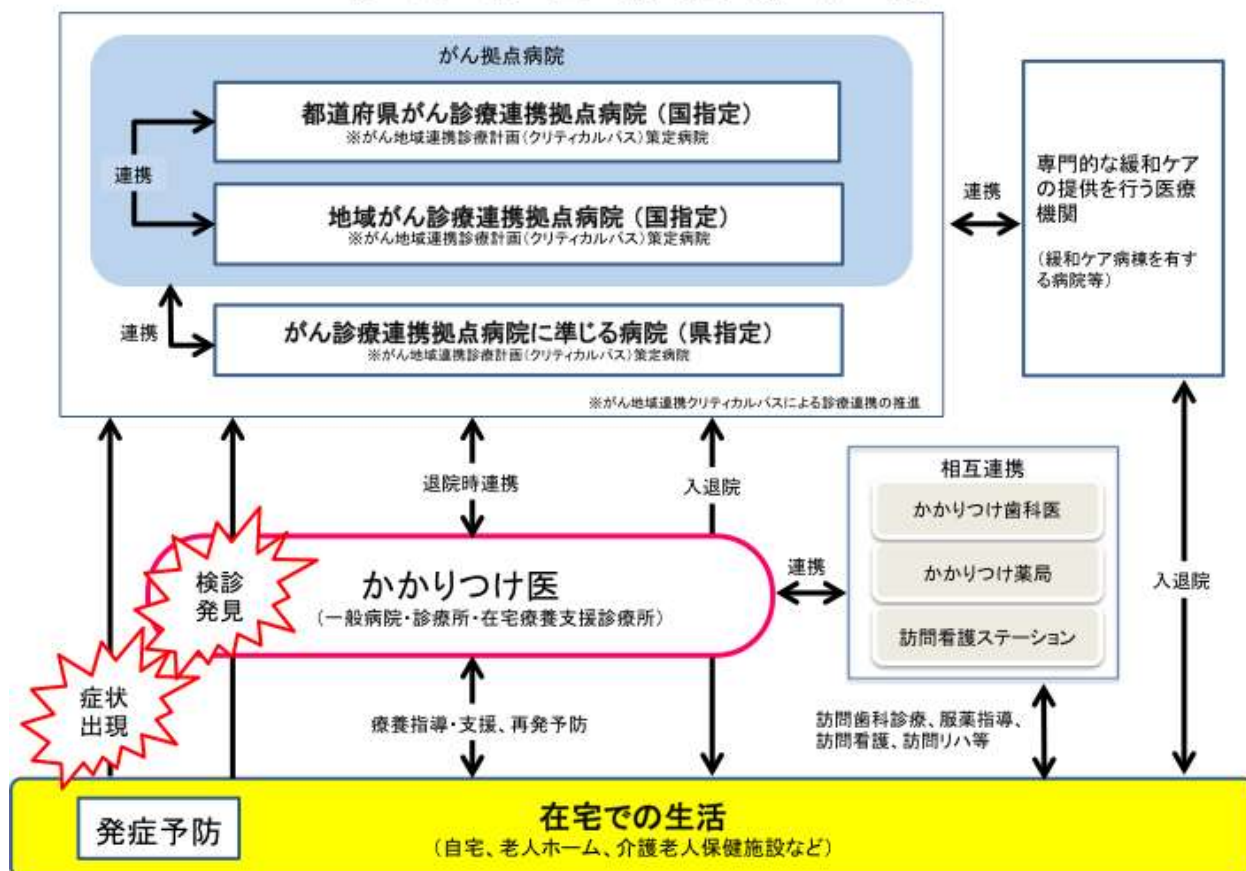 がん拠点病院
都道府県がん診療連携拠点病院（国指定）
※がん地域連携診療計画（クリティカルパス）策定病院
連携
地域がん診療連携拠点病院（国指定）
※がん地域連携診療計画（クリティカルパス）策定病院
連携
がん診療連携拠点病院に準じる病院（県指定）
※がん地域連携診療計画（クリティカルパス）策定病院
※がん地域連携クリティカルパスによる診療連携の推進
連携
専門的な緩和ケア
の提供を行う医療
機関
（緩和ケア病棟を有す
る病院等）
退院時連携
入退院
相互連携
かかりつけ歯科医
かかりつけ薬局
訪問看護ステーション
検診
発見
かかりつけ医
（一般病院・診療所・在宅療養支援診療所）
連携
入退院
症状
出現
療養指導・支援、再発予防
訪問歯科診療、服薬指導、
訪問看護、訪問リハ等
発症予防
在宅での生活
（自宅、老人ホーム、介護老人保健施設など）